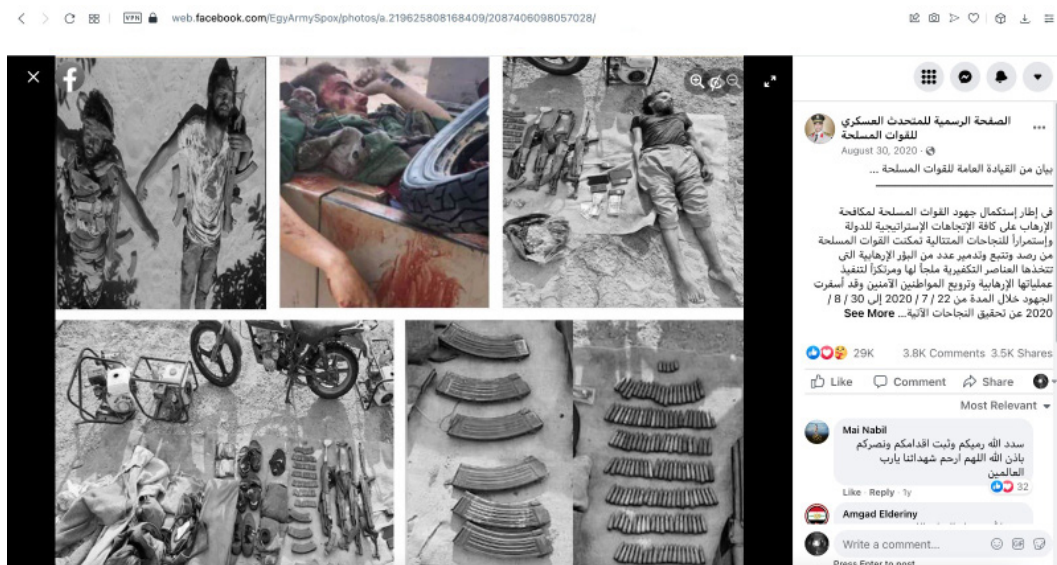 VPN
web.facebook.com/EgyArmySpox/photos/a.219625808168409/2087406098057028/
الصفحة الرسمية للمتحدث العسكري
للقوات المسلحة
August 30, 2020
بيان من القيادة العامة للقوات المسلحة ...
فى إطار إستكمال جهود القوات المسلحة لمكافحة
الإرهاب على كافة الإتجاهات الإستراتيجية للدولة
وإستمراراً للنجاحات المتتالية تمكنت القوات المسلحة
من رصد وتتبع وتدمير عدد من البؤر الإرهابية التى
تتخذها العناصر التكفيرية ملجأ لها ومرتكزاً لتنفيذ
عملياتها الإرهابية وترويع المواطنين الآمنين وقد أسفرت
الجهود خلال المدة من 22 / 7 / 2020 إلى 30 / 8 /
2020 عن تحقيق النجاحات الآتية... See More
29K 3.8K Comments 3.5K Shares
Like Comment Share
Most Relevant
Mai Nabil
سدد الله رميكم وثبت اقدامكم ونصركم
باذن الله اللهم ارحم شهدائنا يارب
العالمين
32
Like · Reply · 1y
Amgad Elderiny
Write a comment...
GIF
Press Enter to post.